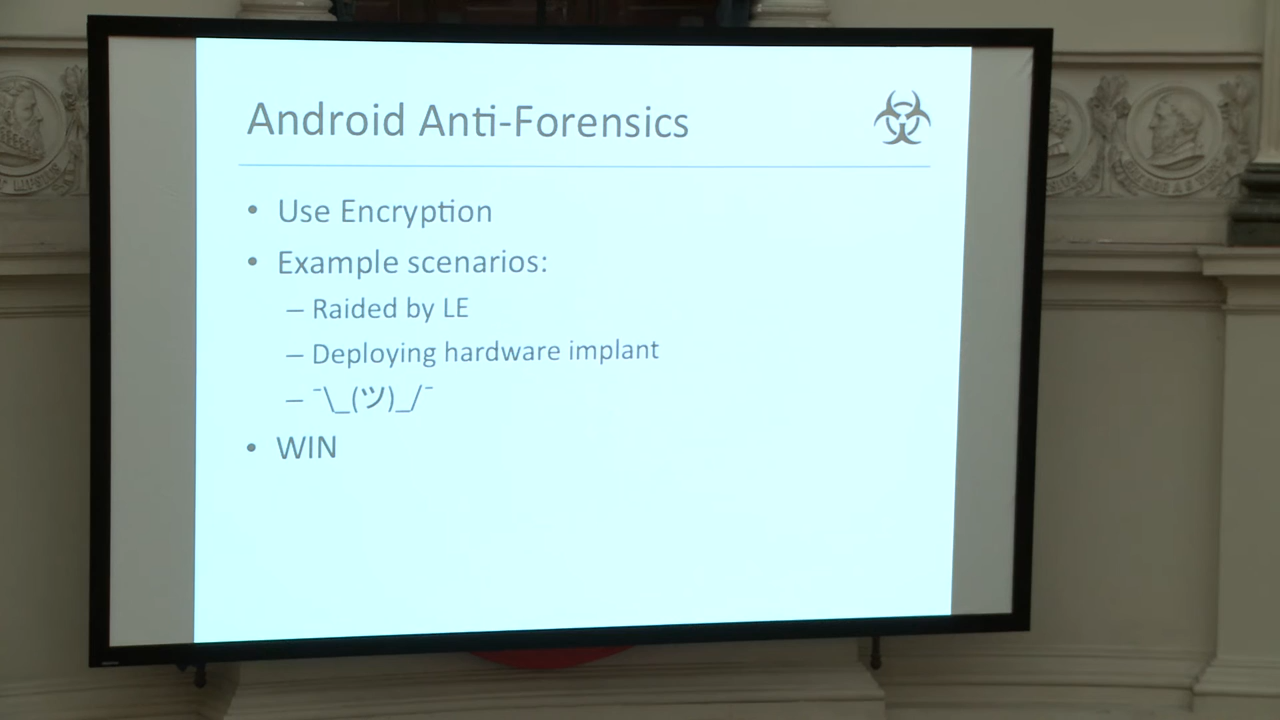 Android Anti-Forensics
• Use Encryption
• Example scenarios:
– Raided by LE
– Deploying hardware implant
– ¯\_(ツ)_/¯
• WIN